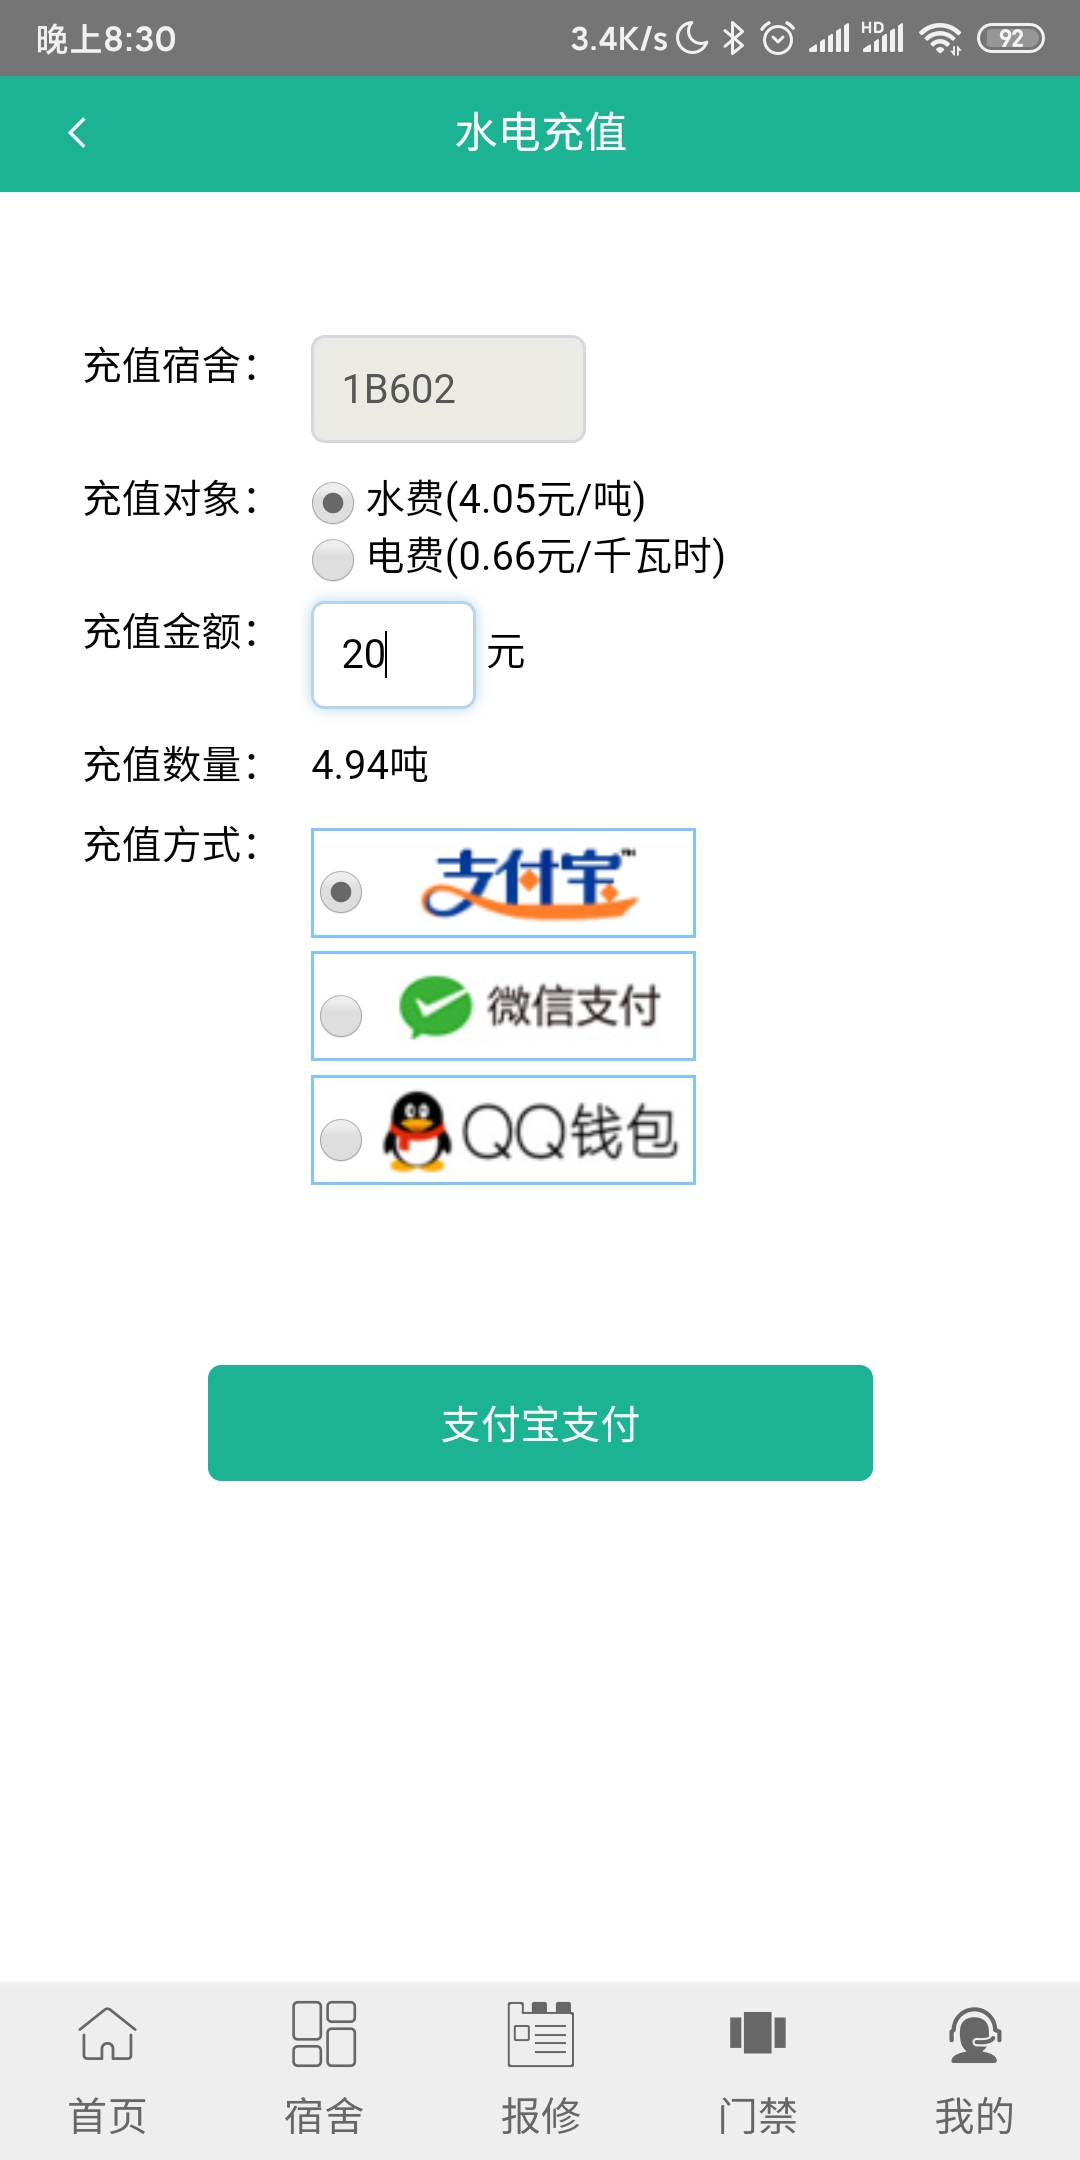 晚上8:30 3.4K/s HD 92
水电充值
充值宿舍： 1B602
充值对象： 水费(4.05元/吨)
电费(0.66元/千瓦时)
充值金额： 20 元
充值数量： 4.94吨
充值方式： 支付宝™
微信支付
QQ钱包
支付宝支付
首页 宿舍 报修 门禁 我的